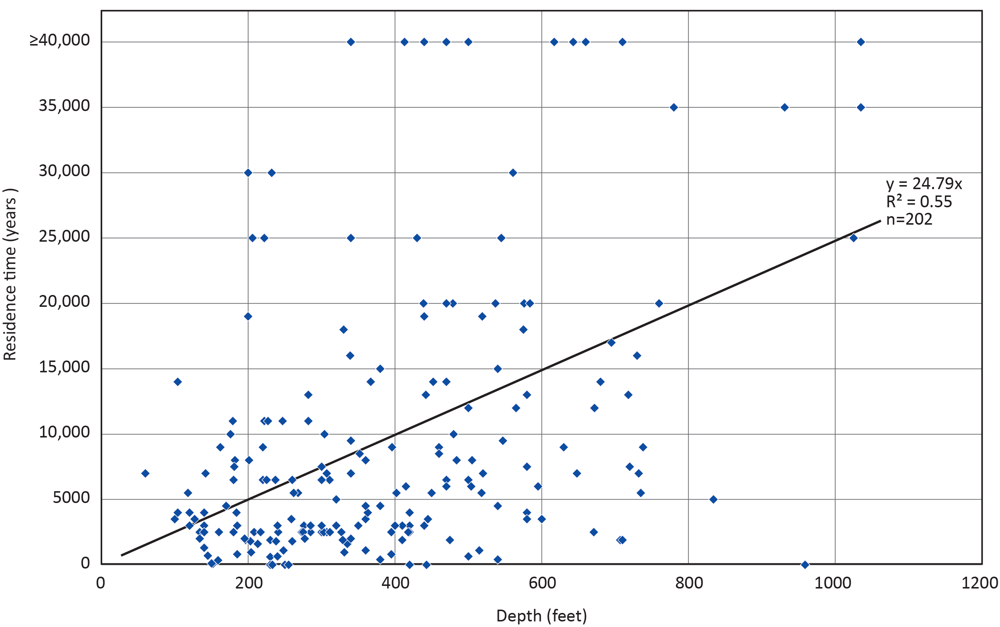 ≥40,000
35,000
30,000
25,000
20,000
15,000
10,000
5000
0
Residence time (years )
y = 24.79x
R² = 0.55
n=202
0 200 400 600 800 1000 1200
Depth (feet)